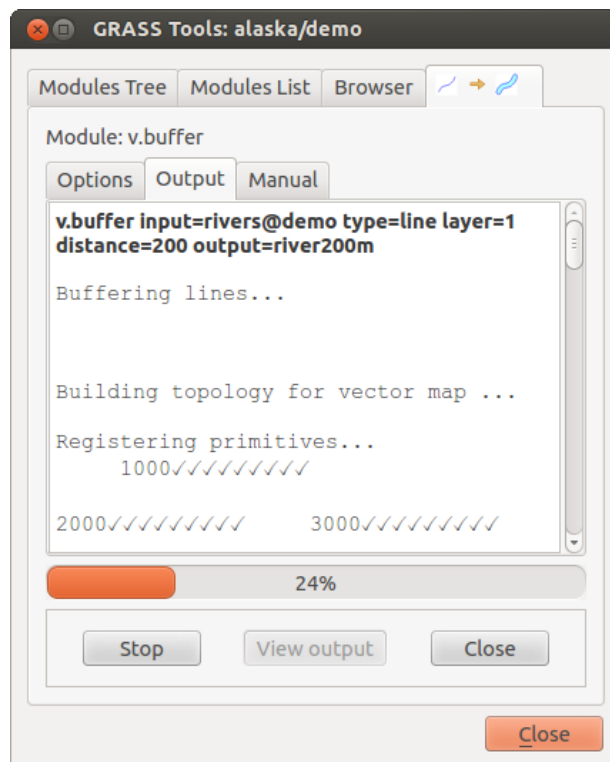 GRASS Tools: alaska/demo
Modules Tree Modules List Browser
Module: v.buffer
Options Output Manual
v.buffer input=rivers@demo type=line layer=1
distance=200 output=river200m
Buffering lines...
Building topology for vector map ...
Registering primitives...
1000✓✓✓✓✓✓✓✓✓
2000✓✓✓✓✓✓✓✓✓ 3000✓✓✓✓✓✓✓✓✓
24%
Stop View output Close
Close